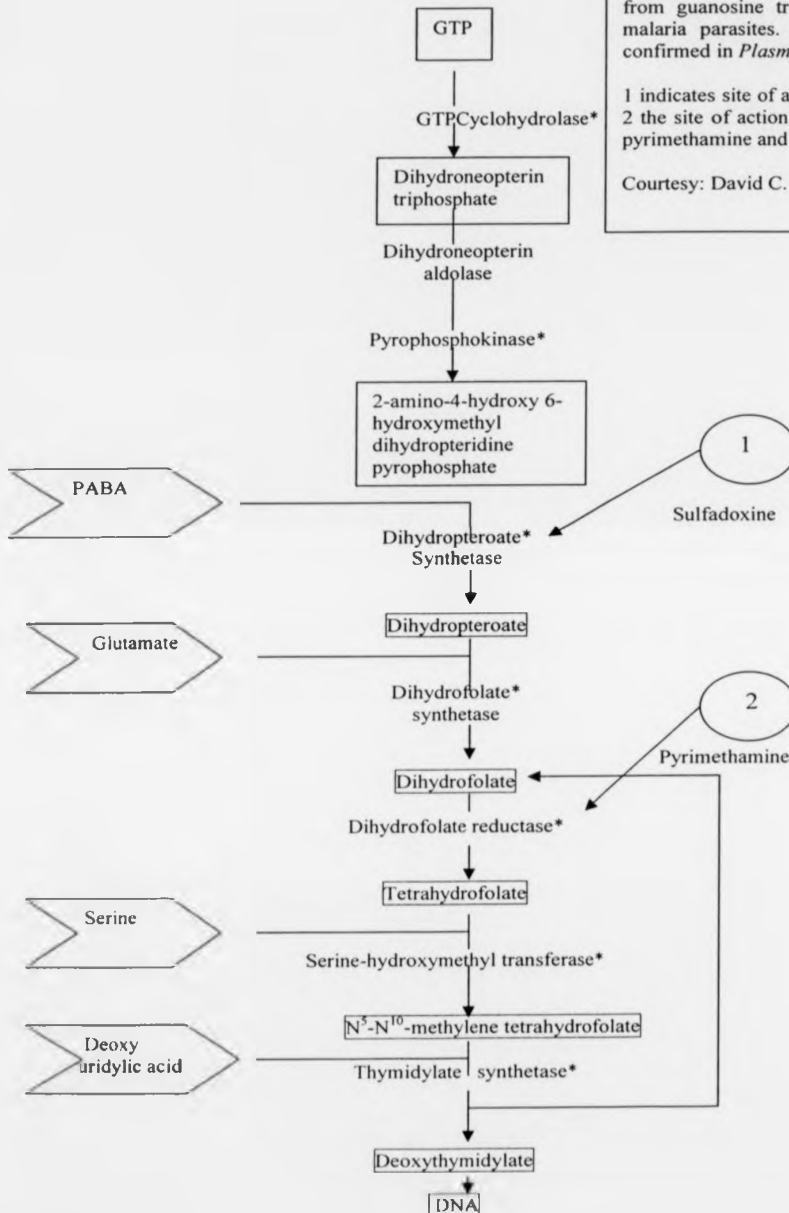 GTP
from guanosine tr
malaria parasites.
confirmed in Plasm
1 indicates site of a
2 the site of action
pyrimethamine and
Courtesy: David C.
GTPCyclohydrolase*
Dihydroneopterin
triphosphate
Dihydroneopterin
aldolase
Pyrophosphokinase*
2-amino-4-hydroxy 6-
hydroxymethyl
dihydropteridine
pyrophosphate
1
Sulfadoxine
PABA
Dihydropteroate*
Synthetase
Dihydropteroate
Glutamate
Dihydrofolate*
synthetase
2
Pyrimethamine
Dihydrofolate
Dihydrofolate reductase*
Tetrahydrofolate
Serine
Serine-hydroxymethyl transferase*
N⁵-N¹⁰-methylene tetrahydrofolate
Deoxy
uridylic acid
Thymidylate synthetase*
Deoxythymidylate
DNA